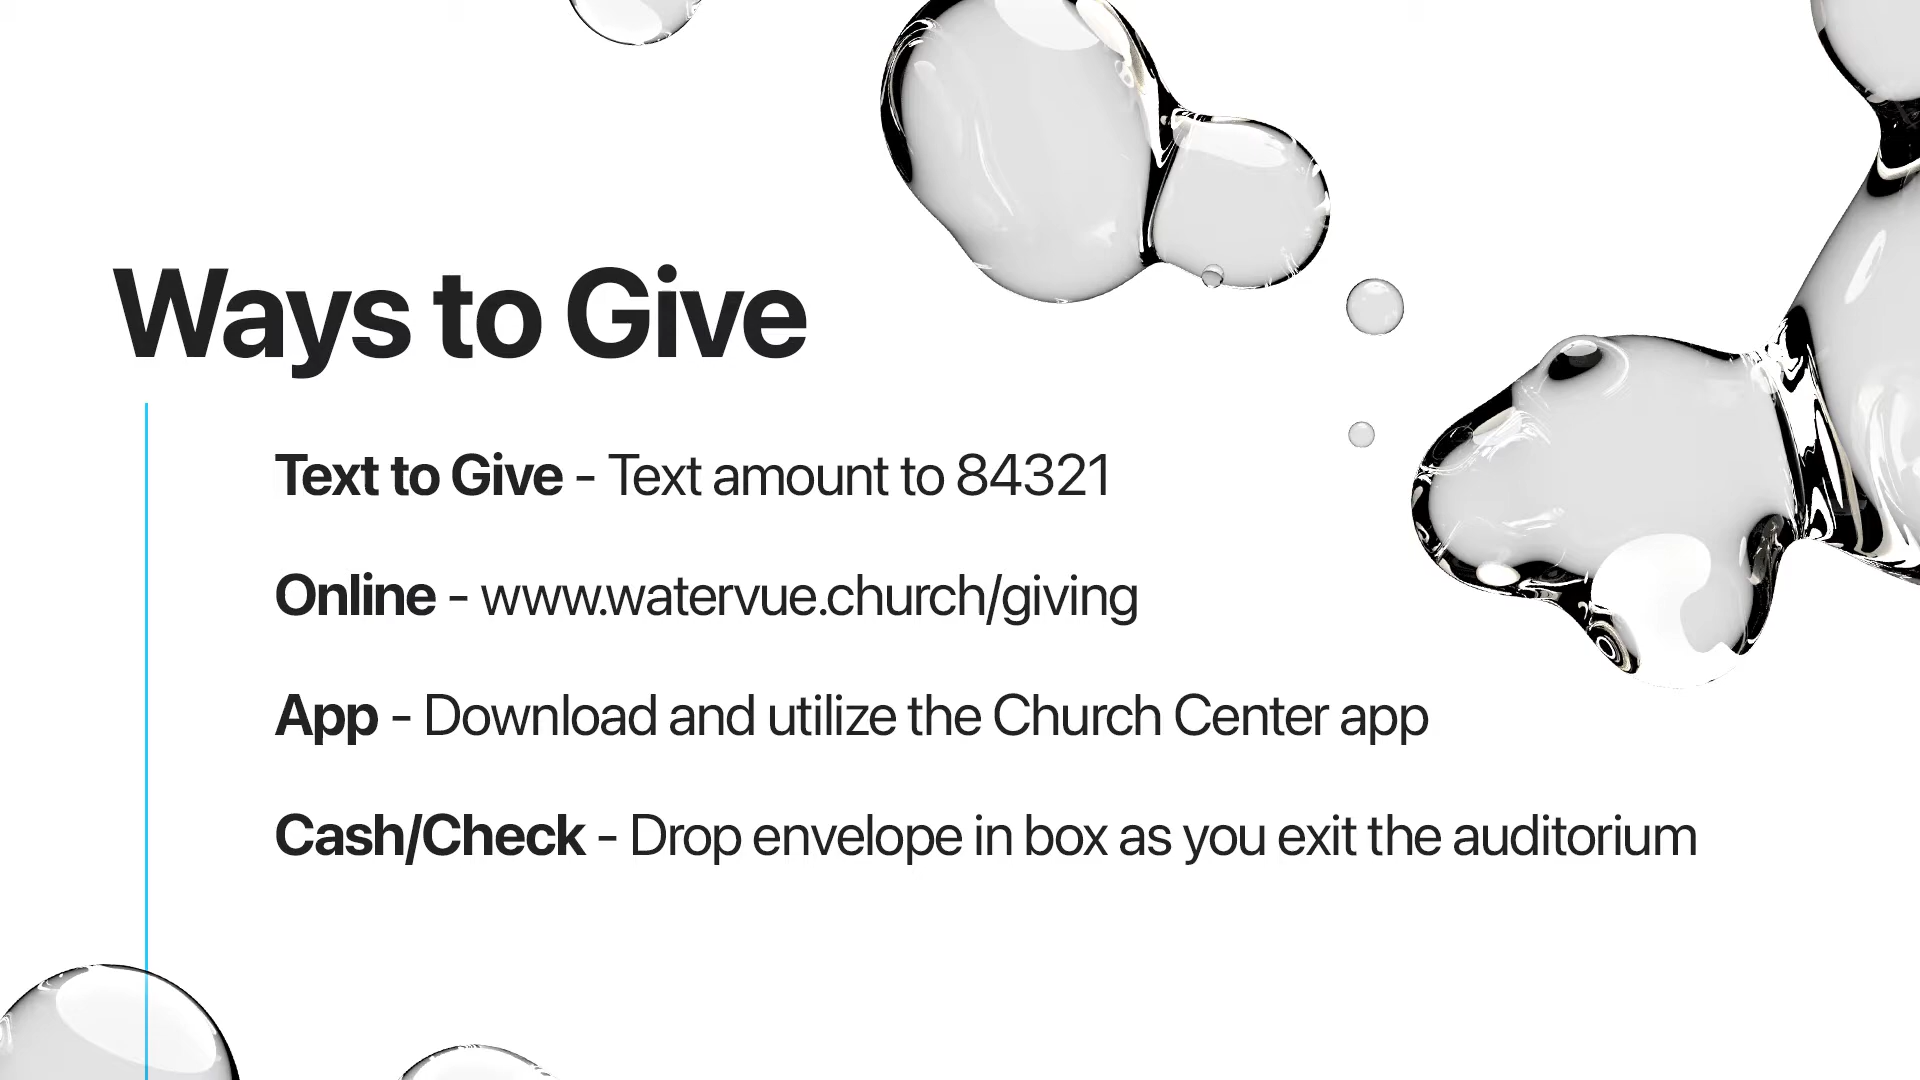 Ways to Give
Text to Give - Text amount to 84321
Online - www.watervue.church/giving
App - Download and utilize the Church Center app
Cash/Check - Drop envelope in box as you exit the auditorium